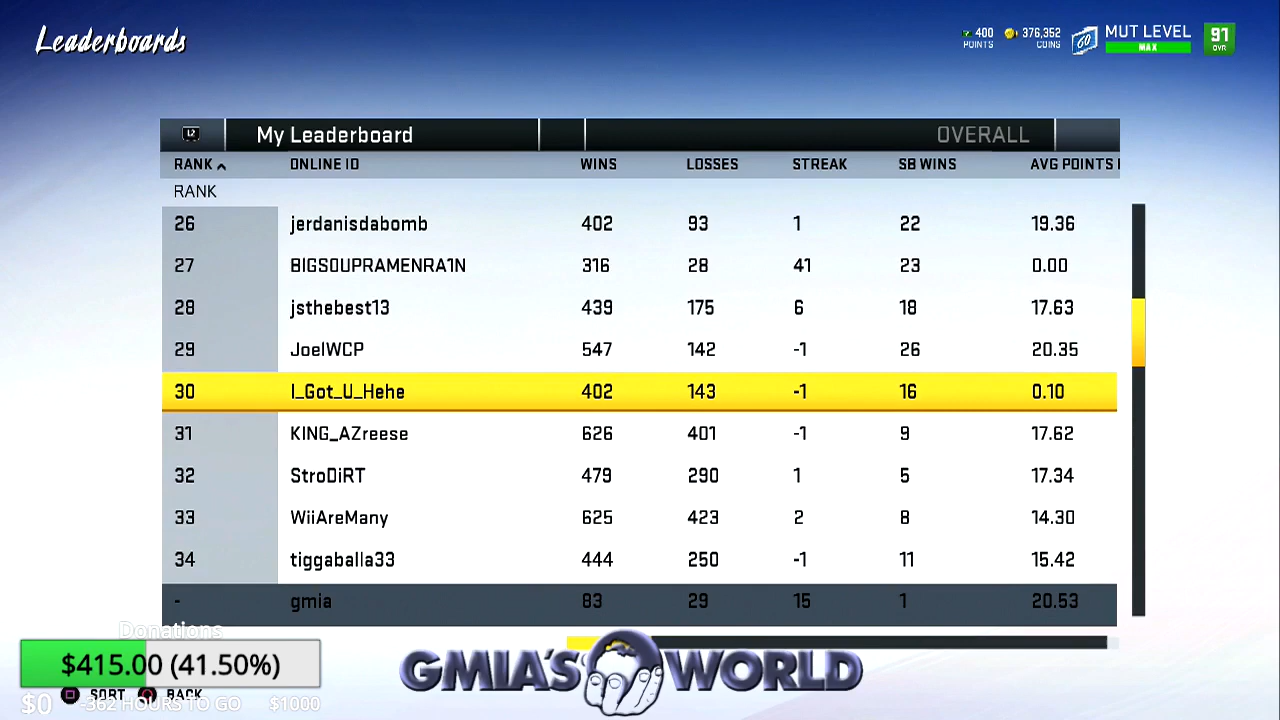 Leaderboards
400 POINTS 376,352 COINS GO MUT LEVEL MAX 91 OVR
L2 My Leaderboard OVERALL
RANK ONLINE ID WINS LOSSES STREAK SB WINS AVG POINTS
RANK
26 jerdanisdabomb 402 93 1 22 19.36
27 BIGSOUPRAMENRA1N 316 28 41 23 0.00
28 jsthebest13 439 175 6 18 17.63
29 JoelWCP 547 142 -1 26 20.35
30 I_Got_U_Hehe 402 143 -1 16 0.10
31 KING_AZreese 626 401 -1 9 17.62
32 StroDiRT 479 290 1 5 17.34
33 WiiAreMany 625 423 2 8 14.30
34 tiggaballa33 444 250 -1 11 15.42
- gmia 83 29 15 1 20.53
Donations
$415.00 (41.50%)
SORT BACK
$0 -362 HOURS TO GO $1000
GMIA'S WORLD